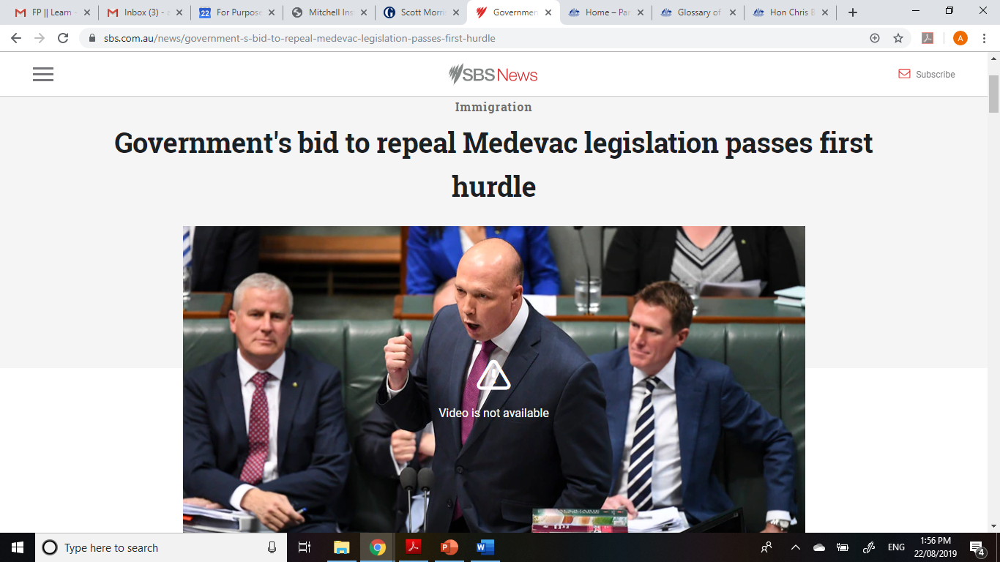 FP || Learn
Inbox (3) - a
22
For Purpose
Mitchell Ins
Scott Morris
Government
Home – Par
Glossary of
Hon Chris B
sbs.com.au/news/government-s-bid-to-repeal-medevac-legislation-passes-first-hurdle
A
SBS News
Subscribe
Immigration
Government's bid to repeal Medevac legislation passes first
hurdle
Video is not available
Type here to search
ENG
1:56 PM
22/08/2019
4